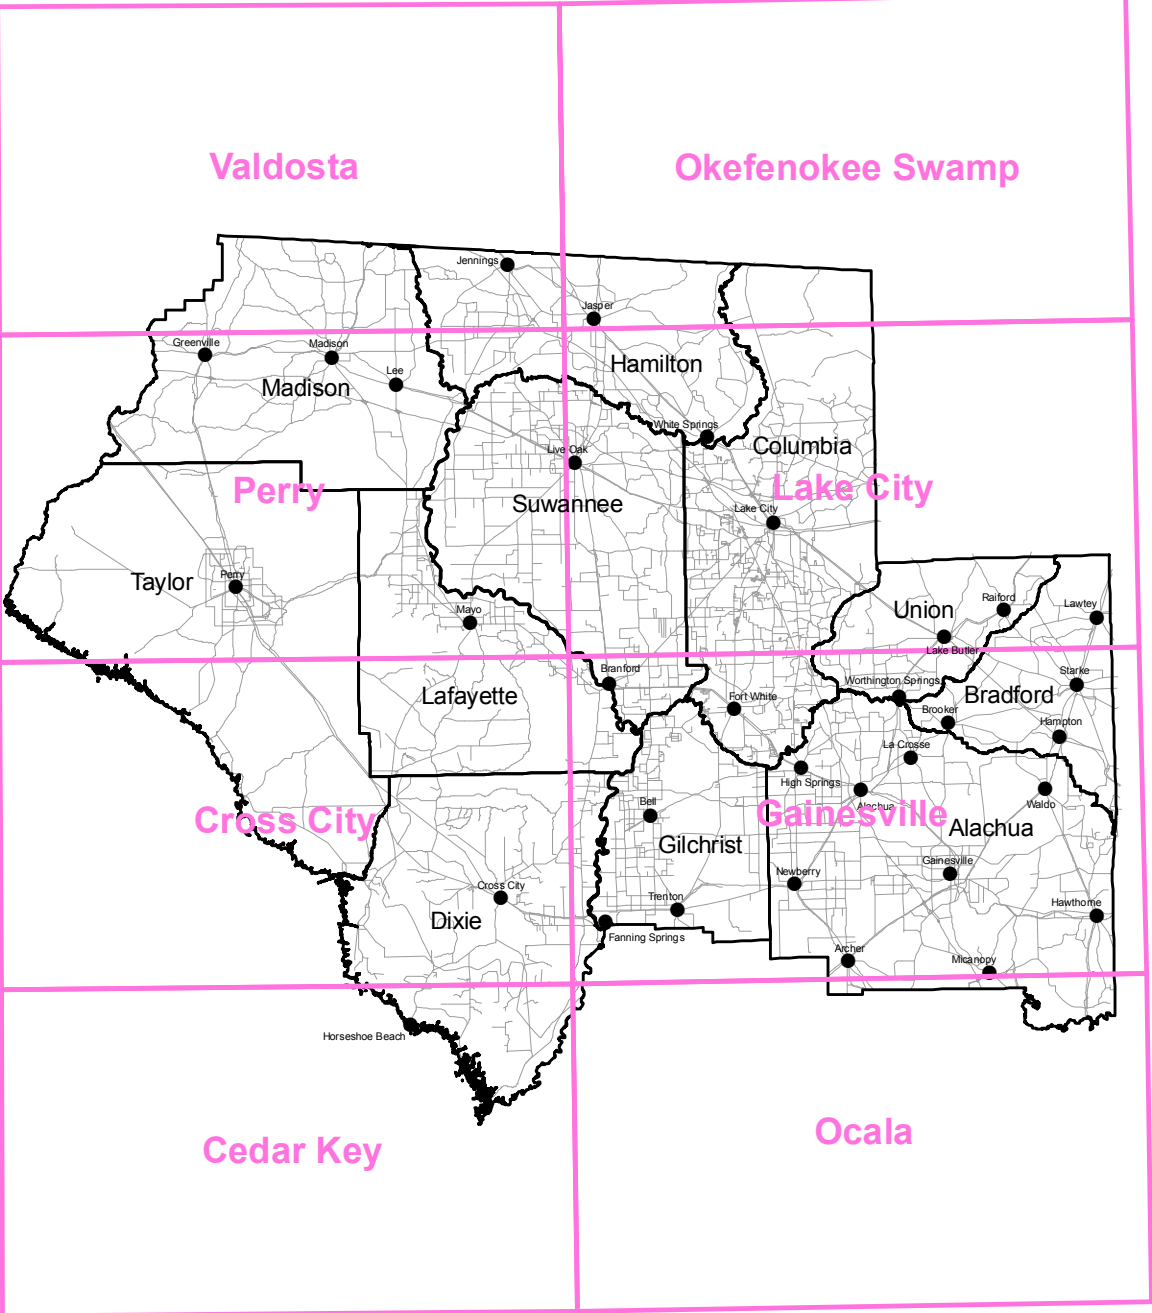 Valdosta
Okefenokee Swamp
Jennings
Jasper
Greenville
Madison
Hamilton
Lee
Madison
White Springs
Columbia
Live Oak
Perry
Lake City
Suwannee
Lake City
Taylor
Perry
Union
Raiford
Lawtey
Mayo
Lake Butler
Branford
Starke
Worthington Springs
Lafayette
Fort White
Bradford
Brooker
Hampton
La Crosse
High Springs
Bell
Alachua
Waldo
Cross City
Gainesville
Alachua
Gilchrist
Gainesville
Newberry
Cross City
Trenton
Hawthorne
Dixie
Fanning Springs
Archer
Micanopy
Horseshoe Beach
Ocala
Cedar Key